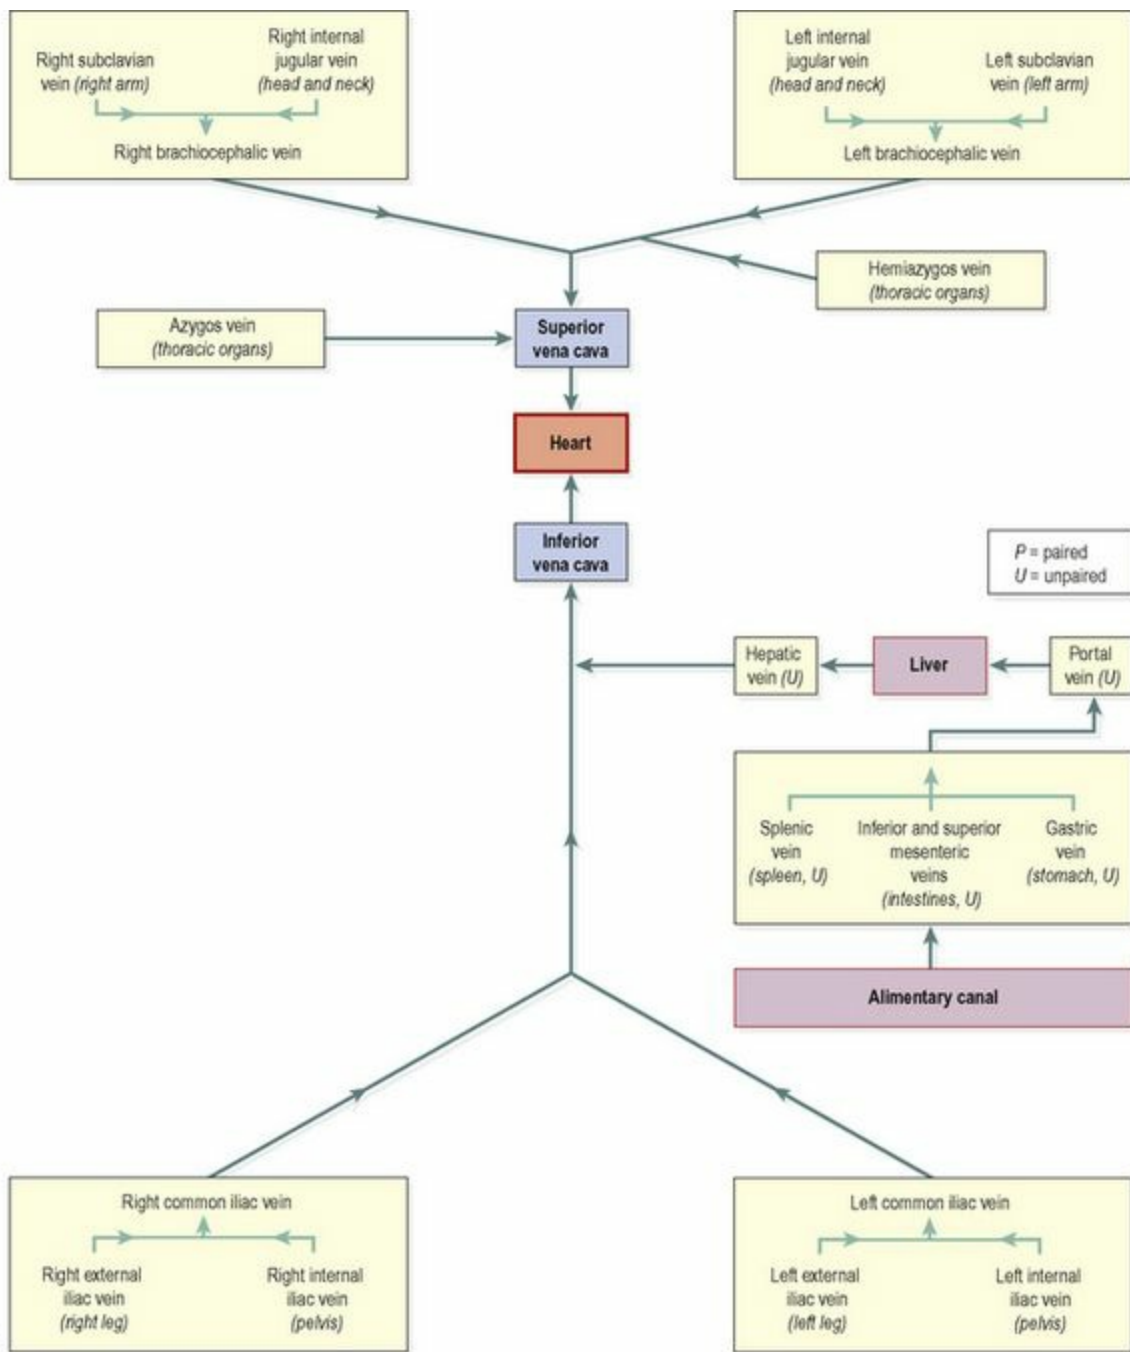 Right subclavian
vein (right arm)
Right internal
jugular vein
(head and neck)
Right brachiocephalic vein
Left internal
jugular vein
(head and neck)
Left subclavian
vein (left arm)
Left brachiocephalic vein
Hemiazygos vein
(thoracic organs)
Azygos vein
(thoracic organs)
Superior
vena cava
Heart
Inferior
vena cava
P = paired
U = unpaired
Hepatic
vein (U)
Liver
Portal
vein (U)
Splenic
vein
(spleen, U)
Inferior and superior
mesenteric
veins
(intestines, U)
Gastric
vein
(stomach, U)
Alimentary canal
Right common iliac vein
Right external
iliac vein
(right leg)
Right internal
iliac vein
(pelvis)
Left common iliac vein
Left external
iliac vein
(left leg)
Left internal
iliac vein
(pelvis)